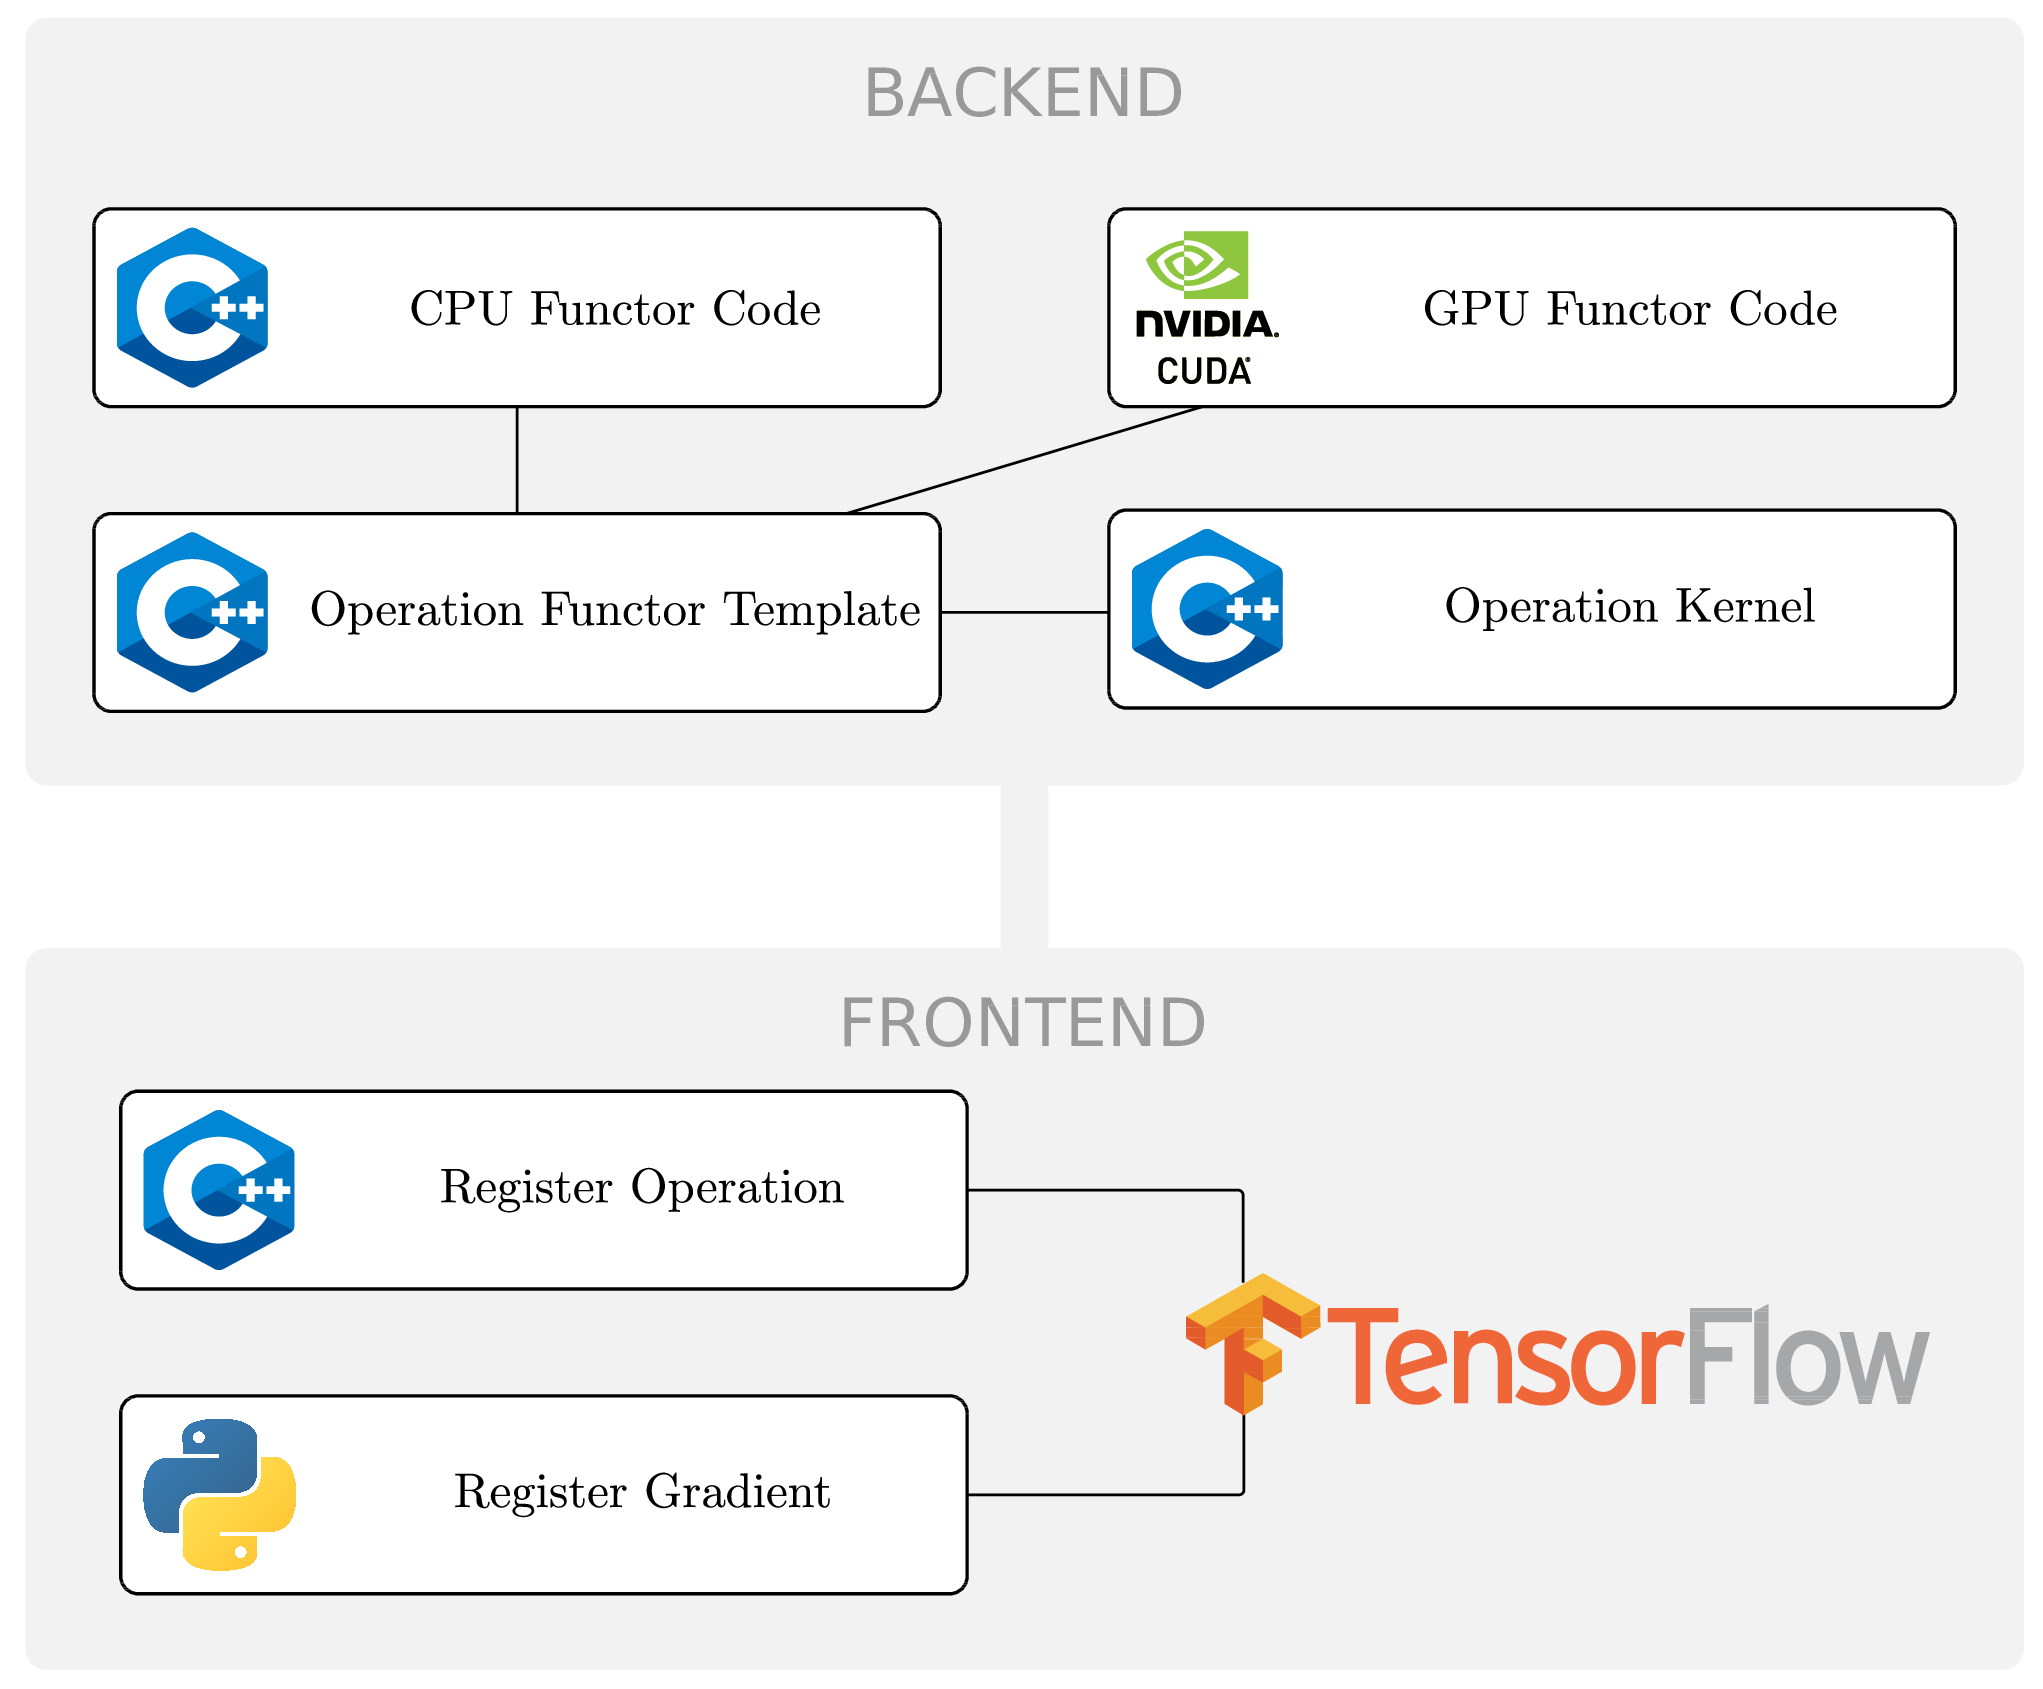 BACKEND
C++
CPU Functor Code
nVIDIA.
CUDA
GPU Functor Code
C++
Operation Functor Template
C++
Operation Kernel
FRONTEND
C++
Register Operation
TensorFlow
Register Gradient